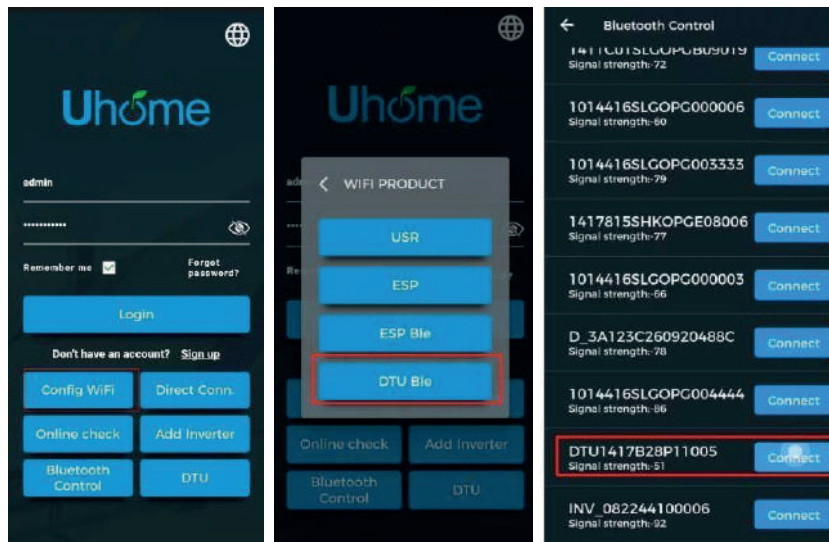 Uhome
admin
...........
Remember me
Forgot
password?
Login
Don't have an account? Sign up
Config WiFi
Direct Conn.
Online check
Add Inverter
Bluetooth
Control
DTU
Uhome
WIFI PRODUCT
USR
ESP
ESP Ble
DTU Ble
Online check
Add Inverter
Bluetooth
Control
DTU
Bluetooth Control
Signal strength:-72
Connect
1014416SLGOPG000006
Signal strength:-60
Connect
1014416SLGOPG003333
Signal strength:-79
Connect
1417815SHKOPGE08006
Signal strength:-77
Connect
1014416SLGOPG000003
Signal strength:-66
Connect
D_3A123C260920488C
Signal strength:-78
Connect
1014416SLGOPG004444
Signal strength:-86
Connect
DTU1417B28P11005
Signal strength:-51
Connect
INV_082244100006
Signal strength:-92
Connect